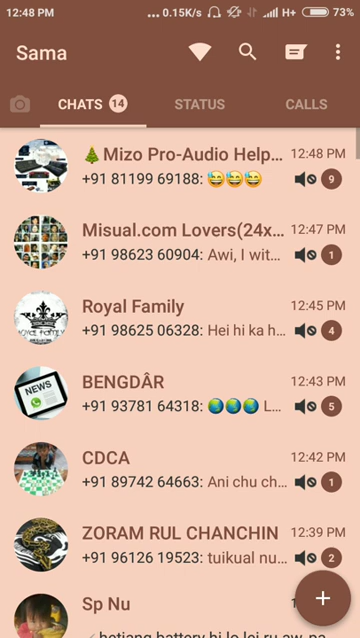 12:48 PM ... 0.15K/s H+ 73%
Sama
CHATS 14 STATUS CALLS
🎄Mizo Pro-Audio Help... 12:48 PM
+91 81199 69188: 😅😅😅 9
Misual.com Lovers(24x... 12:47 PM
+91 98623 60904: Awi, I wit... 1
Royal Family 12:45 PM
+91 98625 06328: Hei hi ka h... 4
NEWS
BENGDÂR 12:43 PM
+91 93781 64318: 🌏🌏🌏 L... 5
CDCA 12:42 PM
+91 89742 64663: Ani chu ch... 1
ZORAM RUL CHANCHIN 12:39 PM
+91 96126 19523: tuikual nu... 2
Sp Nu